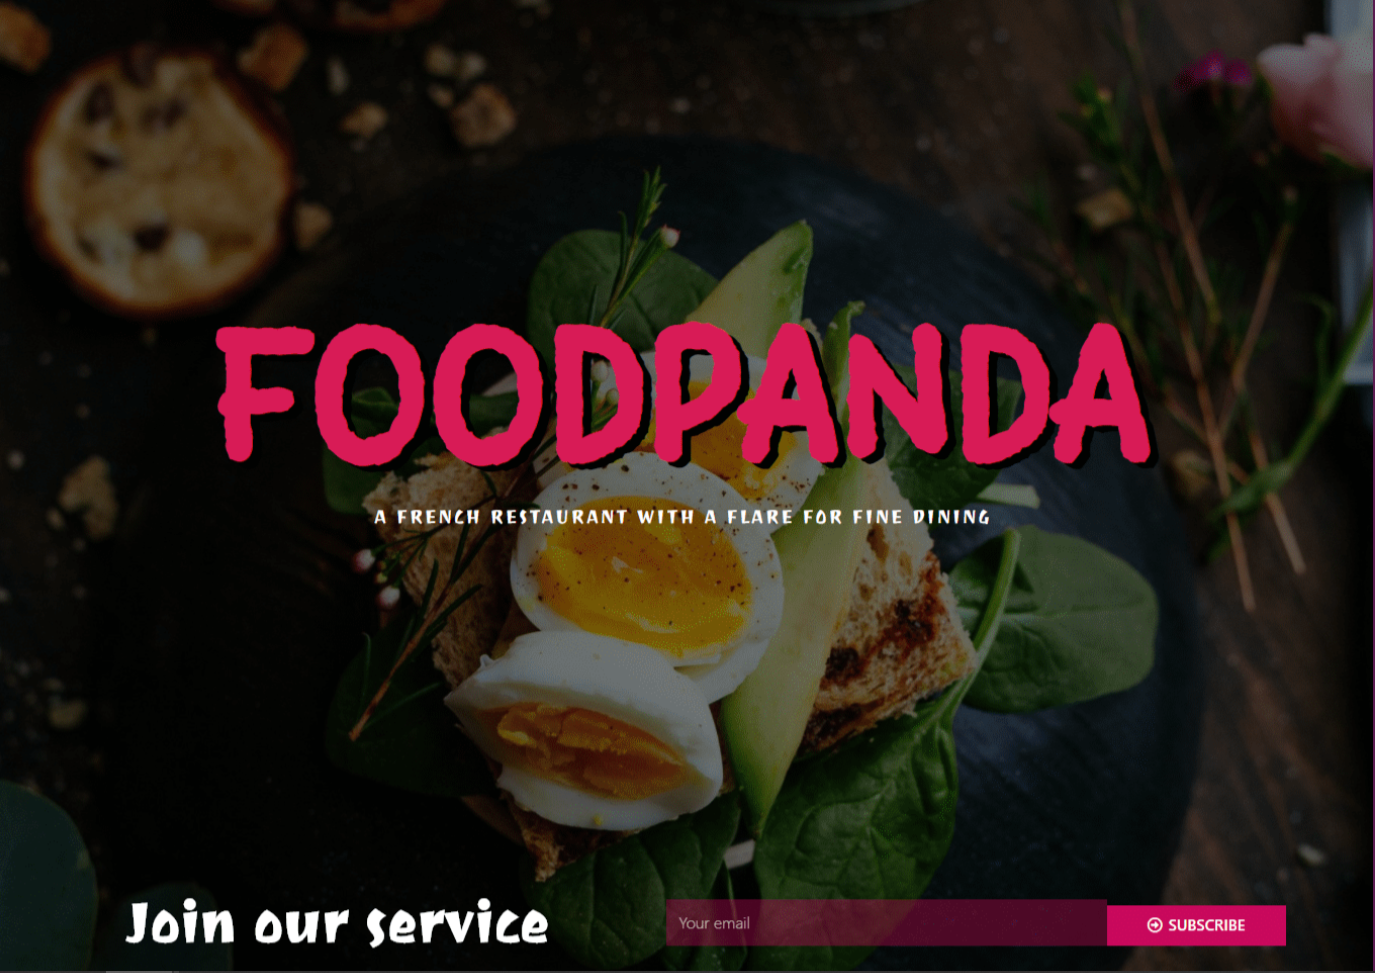 FOODPANDA
A FRENCH RESTAURANT WITH A FLARE FOR FINE DINING
Join our service
Your email
SUBSCRIBE